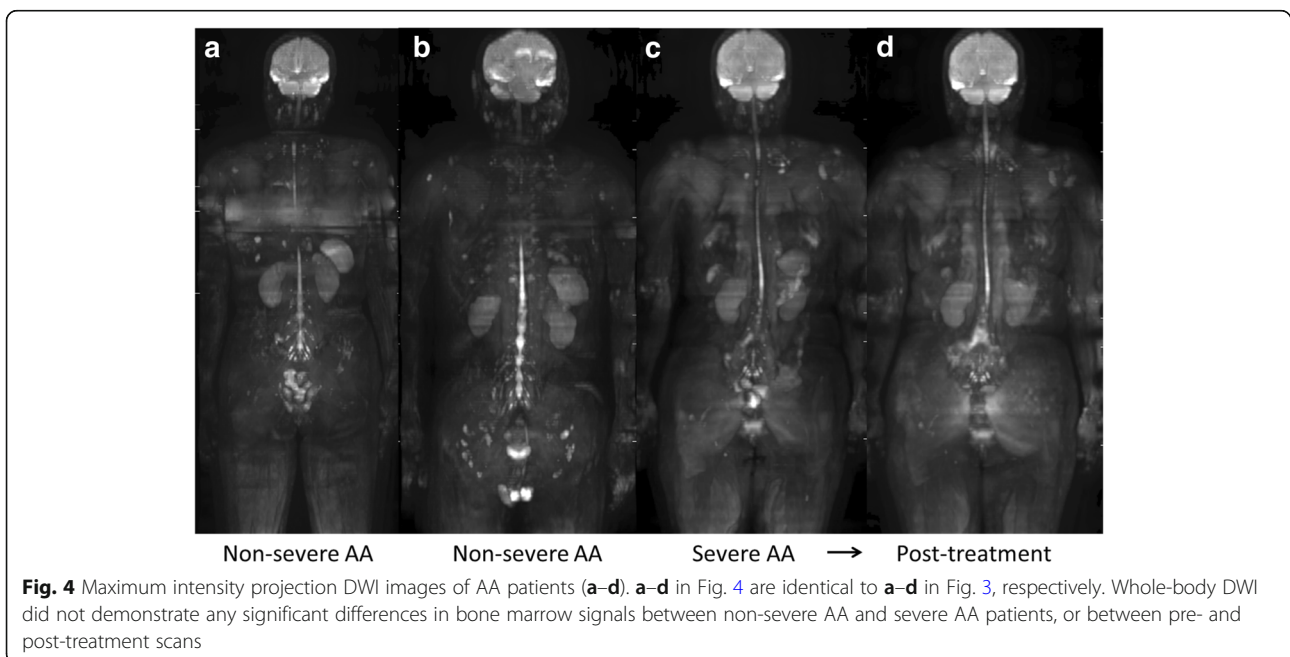 a b c d
Non-severe AA Non-severe AA Severe AA → Post-treatment
Fig. 4 Maximum intensity projection DWI images of AA patients (a–d). a–d in Fig. 4 are identical to a–d in Fig. 3, respectively. Whole-body DWI
did not demonstrate any significant differences in bone marrow signals between non-severe AA and severe AA patients, or between pre- and
post-treatment scans